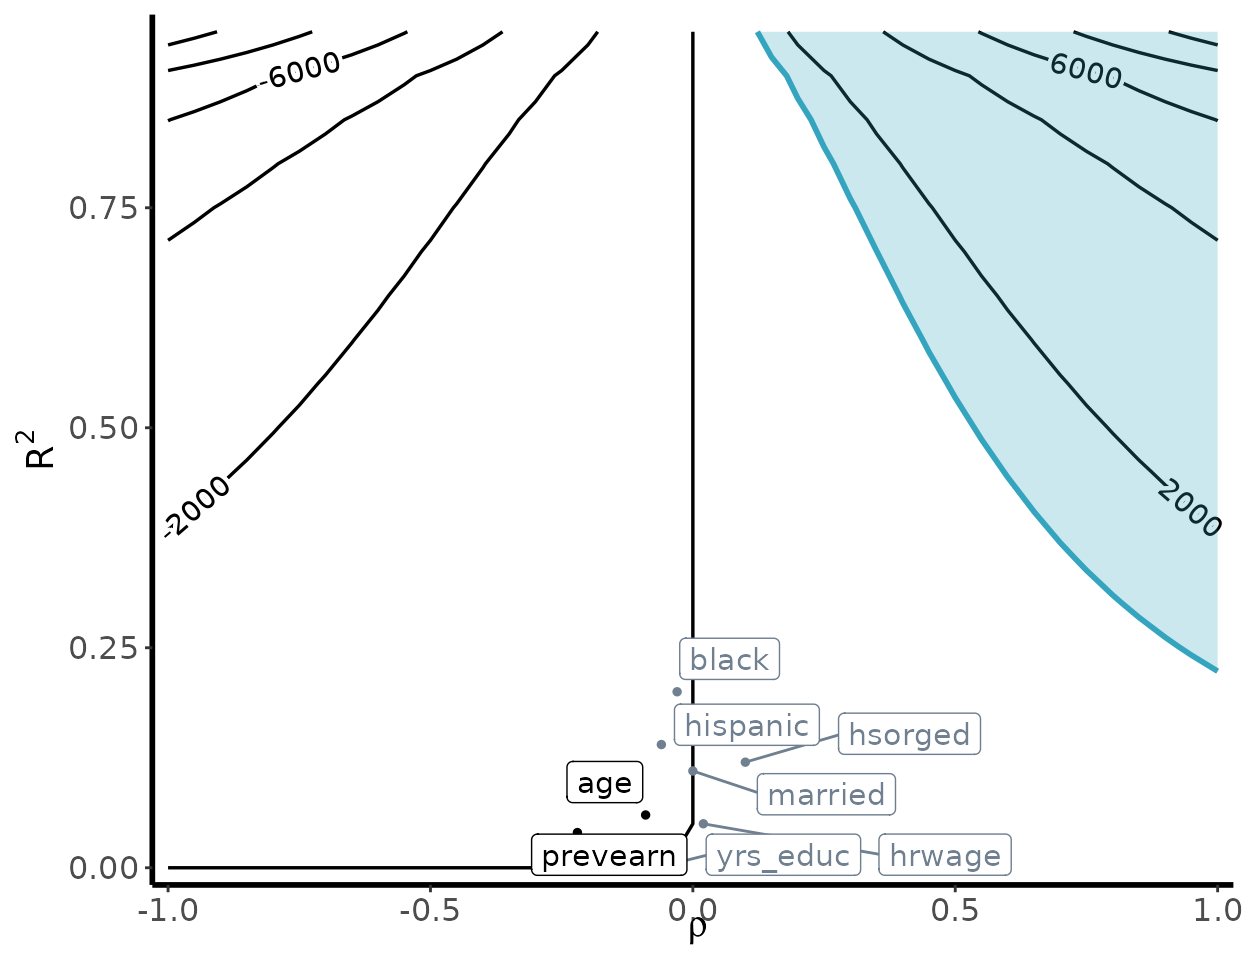 -6000
6000
0.75
R²
0.50
-2000
2000
0.25
black
hispanic
hsorged
age
married
prevearn
yrs_educ
hrwage
0.00
-1.0
-0.5
0.0
0.5
1.0
ρ